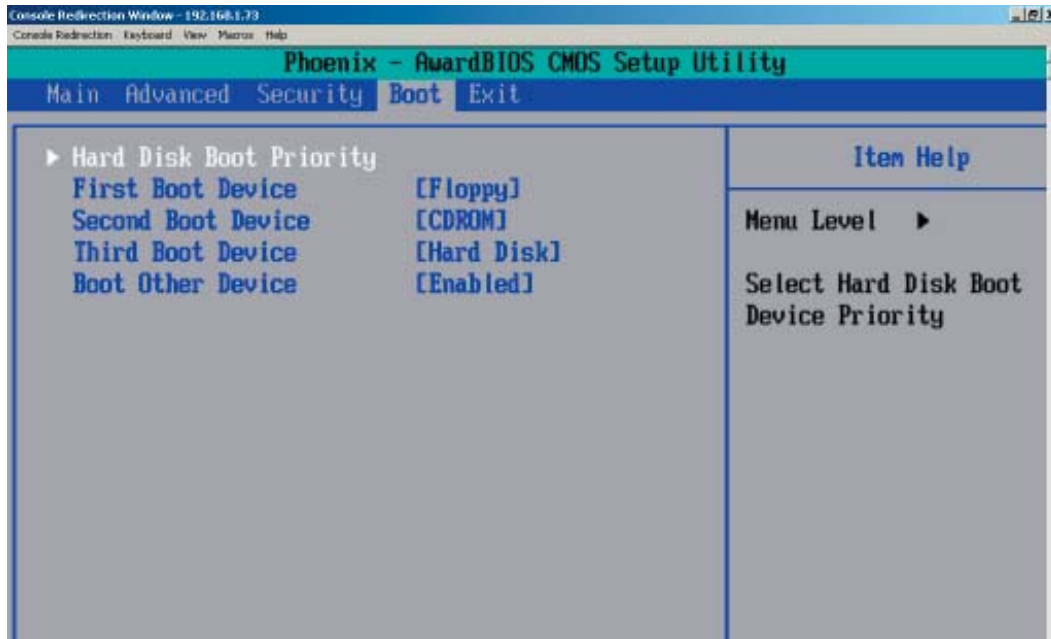 Console Redirection Window - 192.168.1.73
Console Redirection Keyboard View Macros Help
Phoenix - AwardBIOS CMOS Setup Utility
Main Advanced Security Boot Exit
Hard Disk Boot Priority
First Boot Device [Floppy]
Second Boot Device [CDROM]
Third Boot Device [Hard Disk]
Boot Other Device [Enabled]
Item Help
Menu Level
Select Hard Disk Boot
Device Priority